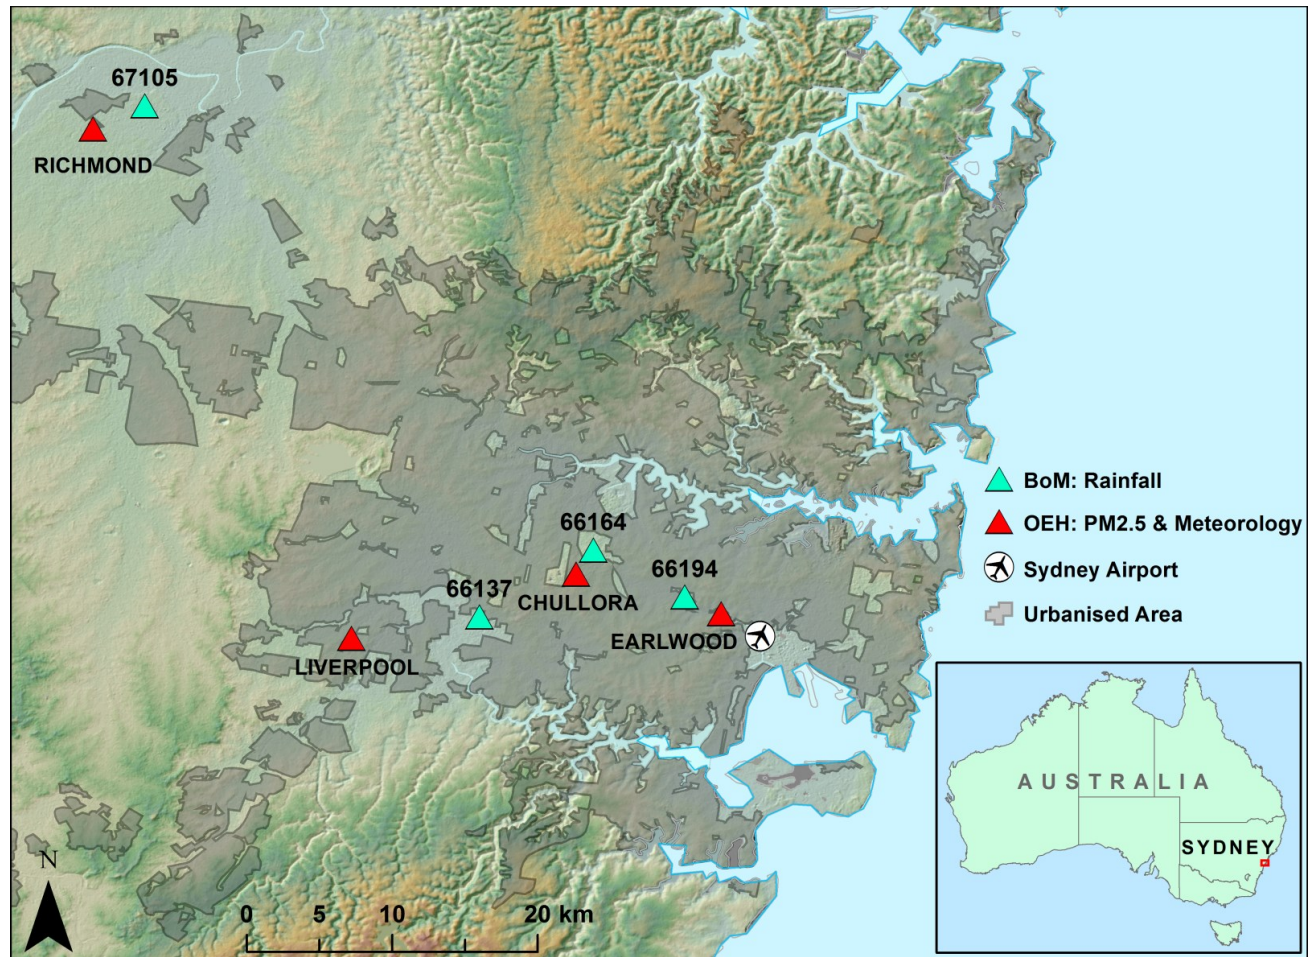 67105
RICHMOND
66164
66194
66137
CHULLORA
EARLWOOD
LIVERPOOL
BoM: Rainfall
OEH: PM2.5 & Meteorology
Sydney Airport
Urbanised Area
AUSTRALIA
SYDNEY
N
0 5 10 20 km